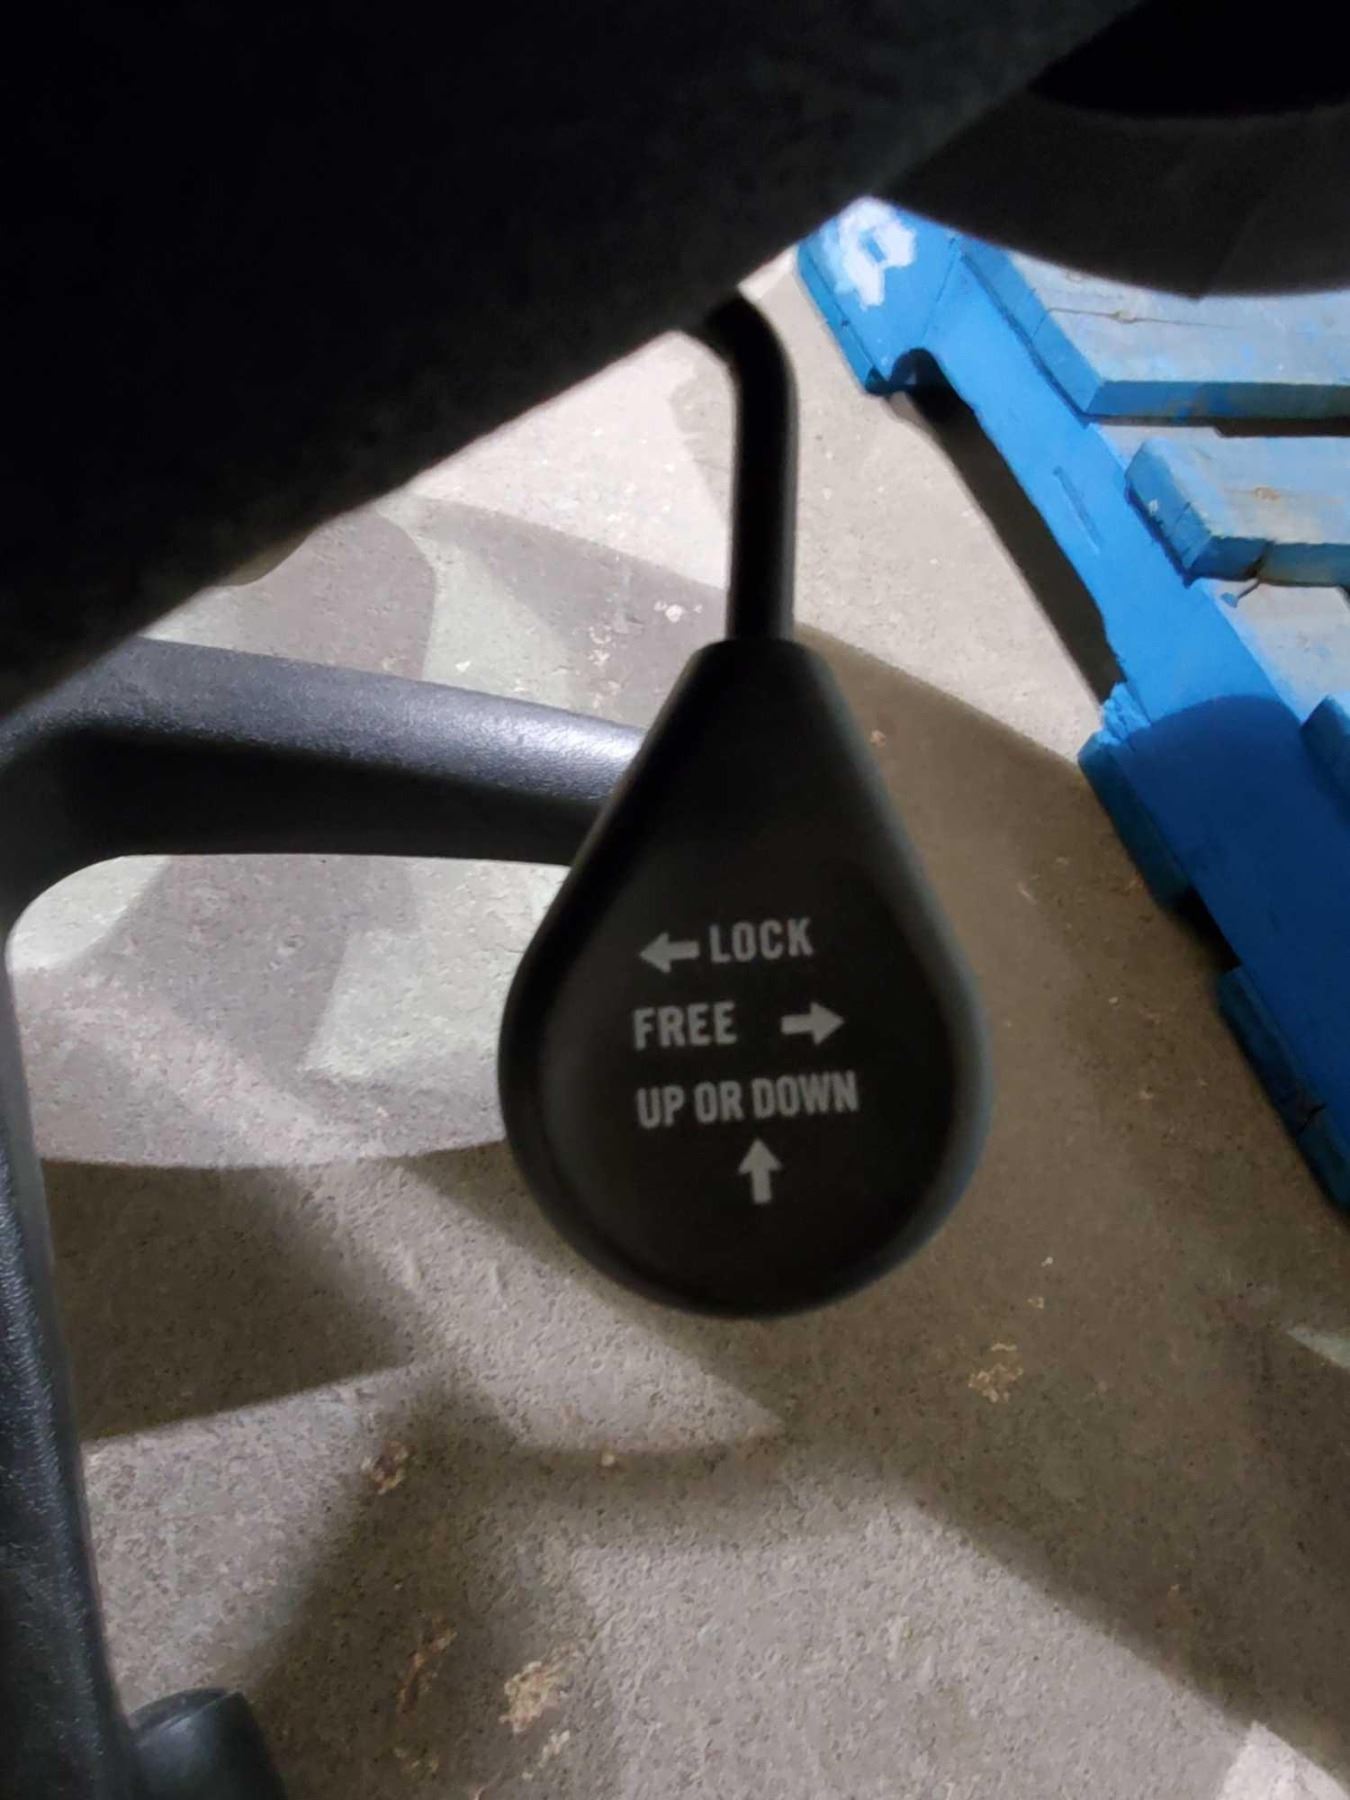 ← LOCK
FREE →
UP OR DOWN
↑